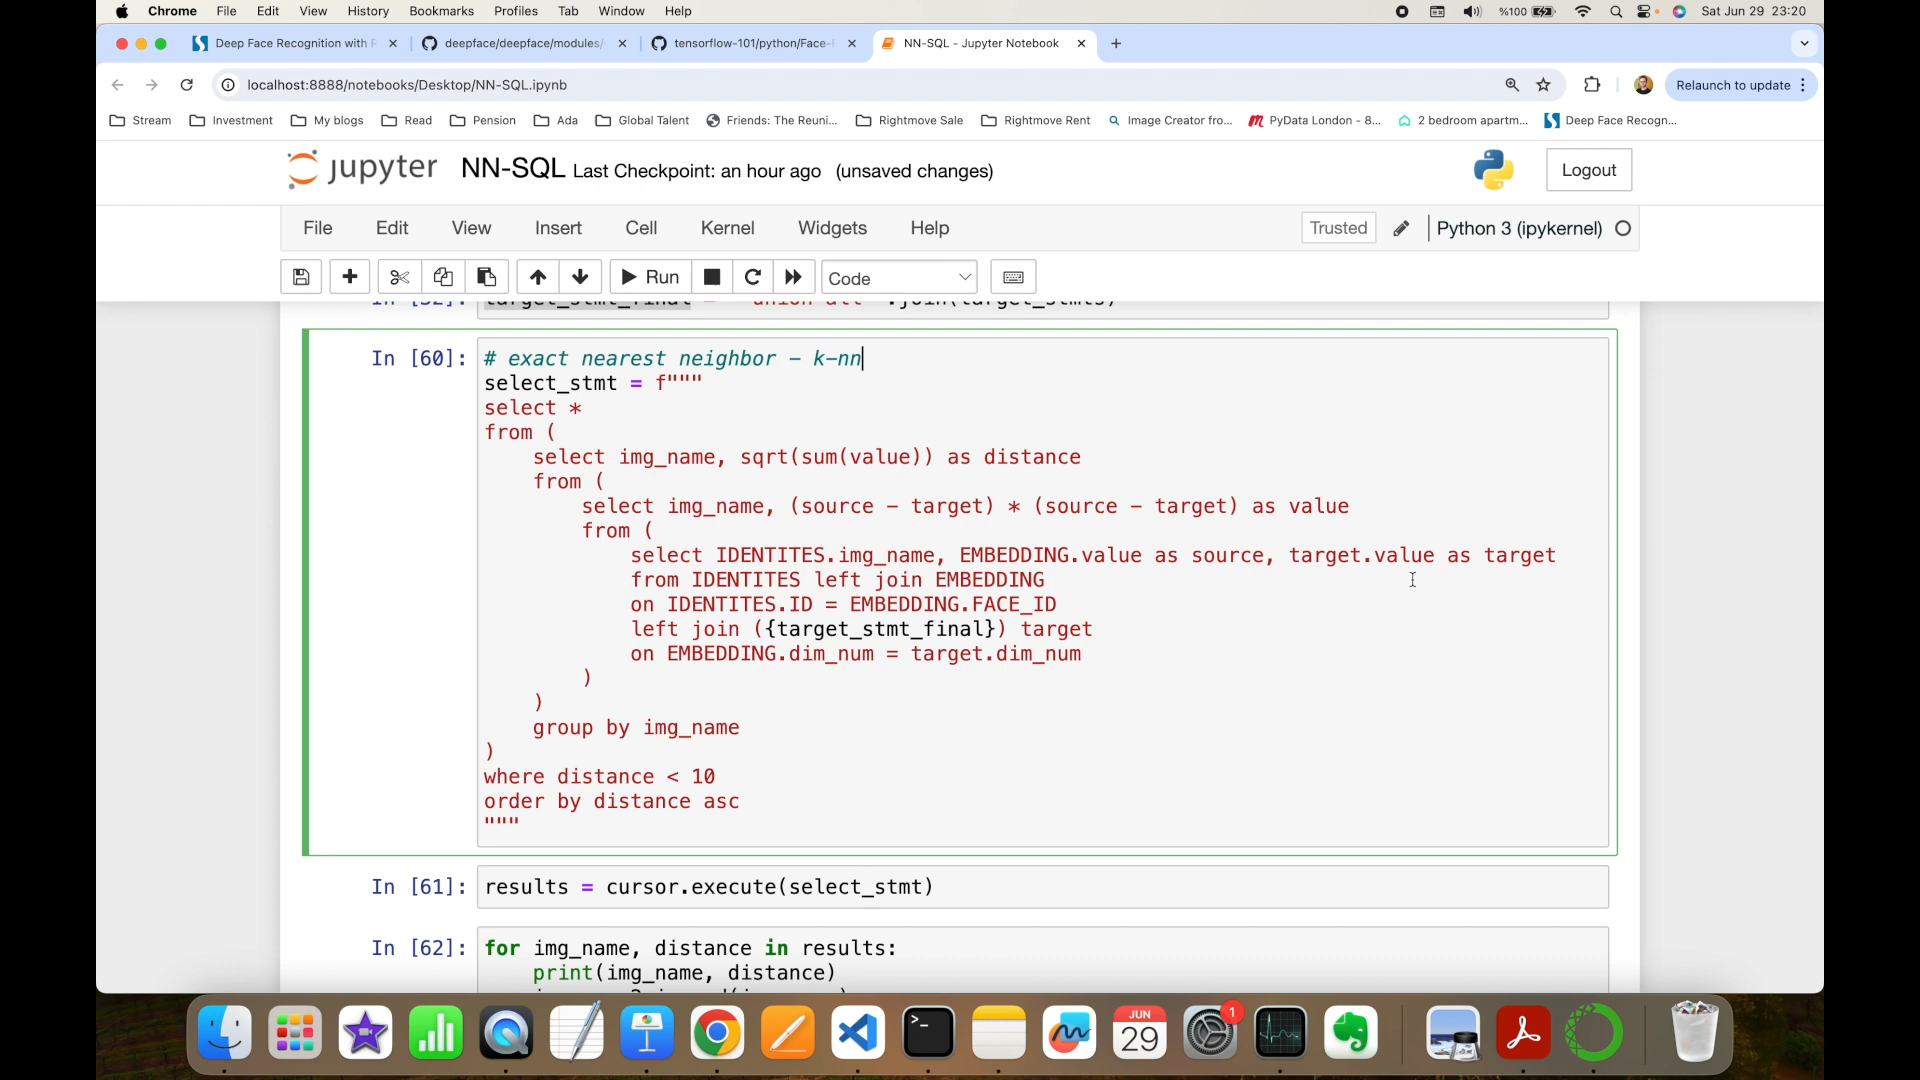 Chrome File Edit View History Bookmarks Profiles Tab Window Help %100 Sat Jun 29 23:20
Deep Face Recognition with deepface/deepface/modules/ tensorflow-101/python/Face- NN-SQL - Jupyter Notebook
localhost:8888/notebooks/Desktop/NN-SQL.ipynb Relaunch to update
Stream Investment My blogs Read Pension Ada Global Talent Friends: The Reuni... Rightmove Sale Rightmove Rent Image Creator fro... PyData London - 8... 2 bedroom apartm... Deep Face Recogn...
jupyter NN-SQL Last Checkpoint: an hour ago (unsaved changes) Logout
File Edit View Insert Cell Kernel Widgets Help Trusted Python 3 (ipykernel)
Run Code
In [60]: # exact nearest neighbor - k-nn
select_stmt = f"""
select *
from (
select img_name, sqrt(sum(value)) as distance
from (
select img_name, (source - target) * (source - target) as value
from (
select IDENTITES.img_name, EMBEDDING.value as source, target.value as target
from IDENTITES left join EMBEDDING
on IDENTITES.ID = EMBEDDING.FACE_ID
left join ({target_stmt_final}) target
on EMBEDDING.dim_num = target.dim_num
)
)
group by img_name
)
where distance < 10
order by distance asc
"""
In [61]: results = cursor.execute(select_stmt)
In [62]: for img_name, distance in results:
print(img_name, distance)
JUN
29
1